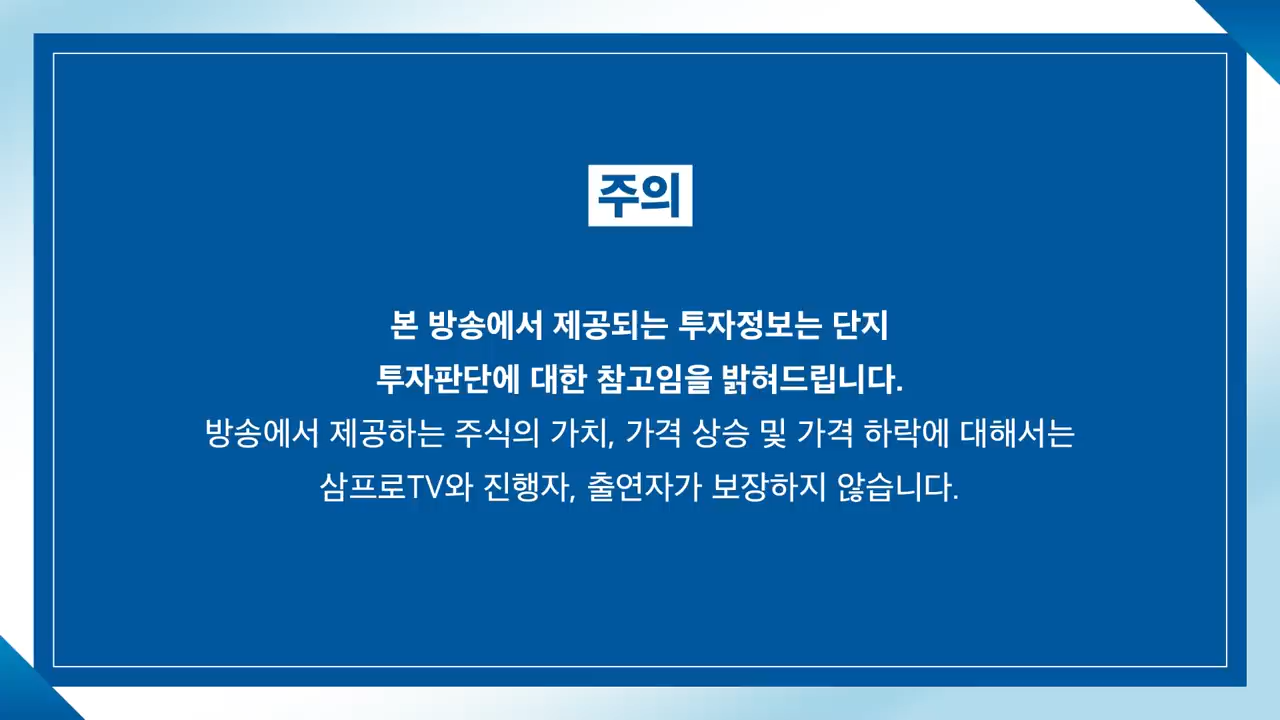 주의
본 방송에서 제공되는 투자정보는 단지
투자판단에 대한 참고임을 밝혀드립니다.
방송에서 제공하는 주식의 가치, 가격 상승 및 가격 하락에 대해서는
삼프로TV와 진행자, 출연자가 보장하지 않습니다.